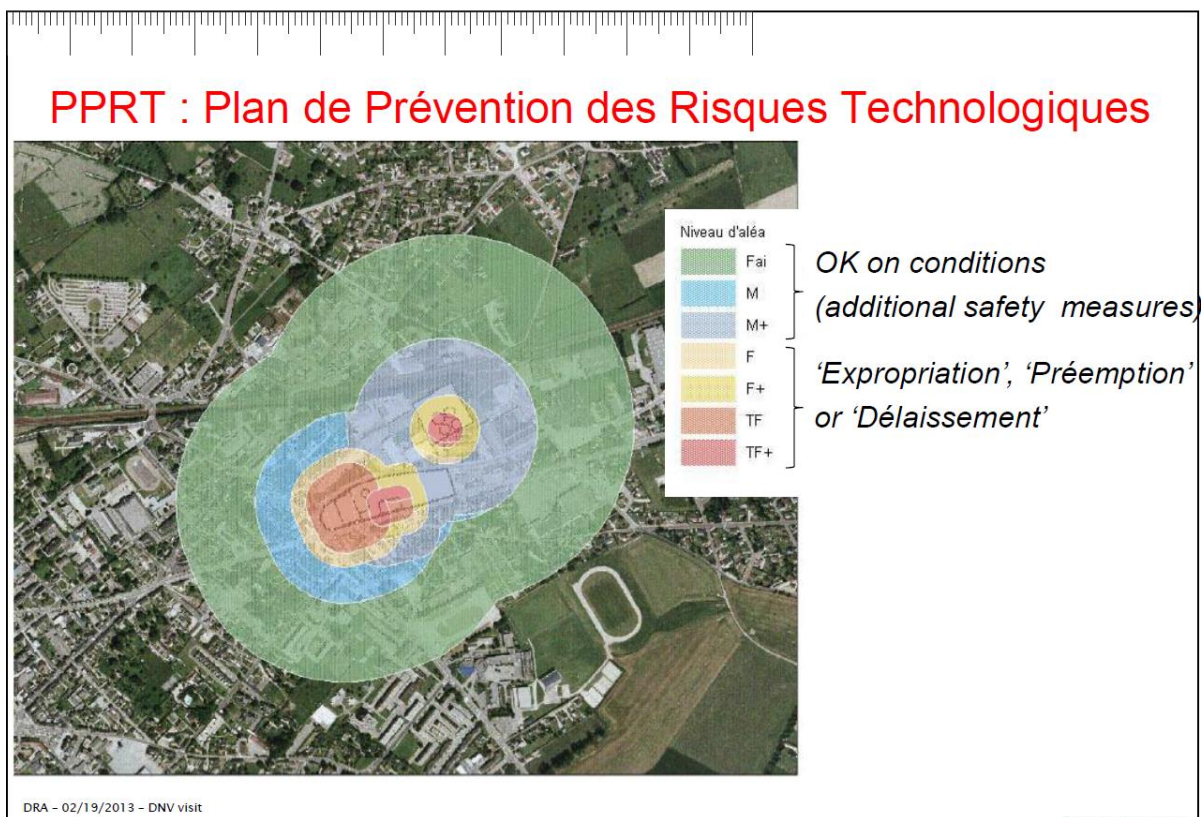 PPRT : Plan de Prévention des Risques Technologiques
Niveau d'aléa
Fai
M
M+
F
F+
TF
TF+
OK on conditions
(additional safety measures)
‘Expropriation’, ‘Préemption’
or ‘Délaissement’
DRA – 02/19/2013 – DNV visit